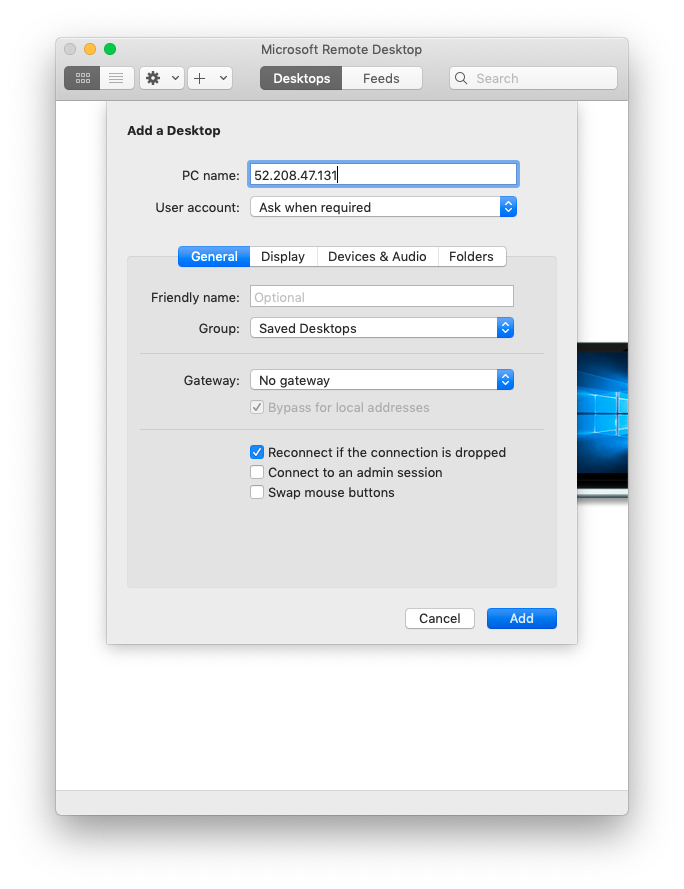 Microsoft Remote Desktop
Desktops Feeds Search
Add a Desktop
PC name: 52.208.47.131
User account: Ask when required
General Display Devices & Audio Folders
Friendly name: Optional
Group: Saved Desktops
Gateway: No gateway
Bypass for local addresses
Reconnect if the connection is dropped
Connect to an admin session
Swap mouse buttons
Cancel Add